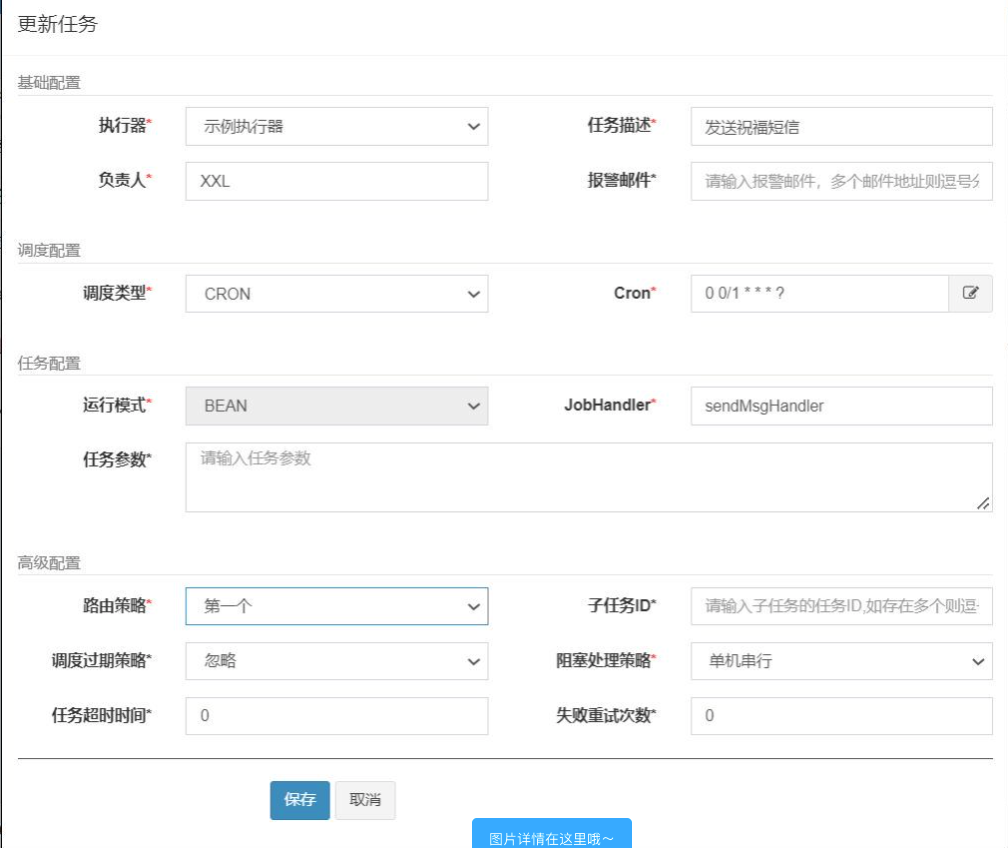 更新任务
基础配置
执行器* 示例执行器 任务描述* 发送祝福短信
负责人* XXL 报警邮件* 请输入报警邮件，多个邮件地址则逗号分
调度配置
调度类型* CRON Cron* 0 0/1 * * * ?
任务配置
运行模式* BEAN JobHandler* sendMsgHandler
任务参数* 请输入任务参数
高级配置
路由策略* 第一个 子任务ID* 请输入子任务的任务ID,如存在多个则逗
调度过期策略* 忽略 阻塞处理策略* 单机串行
任务超时时间* 0 失败重试次数* 0
保存 取消
图片详情在这里哦～